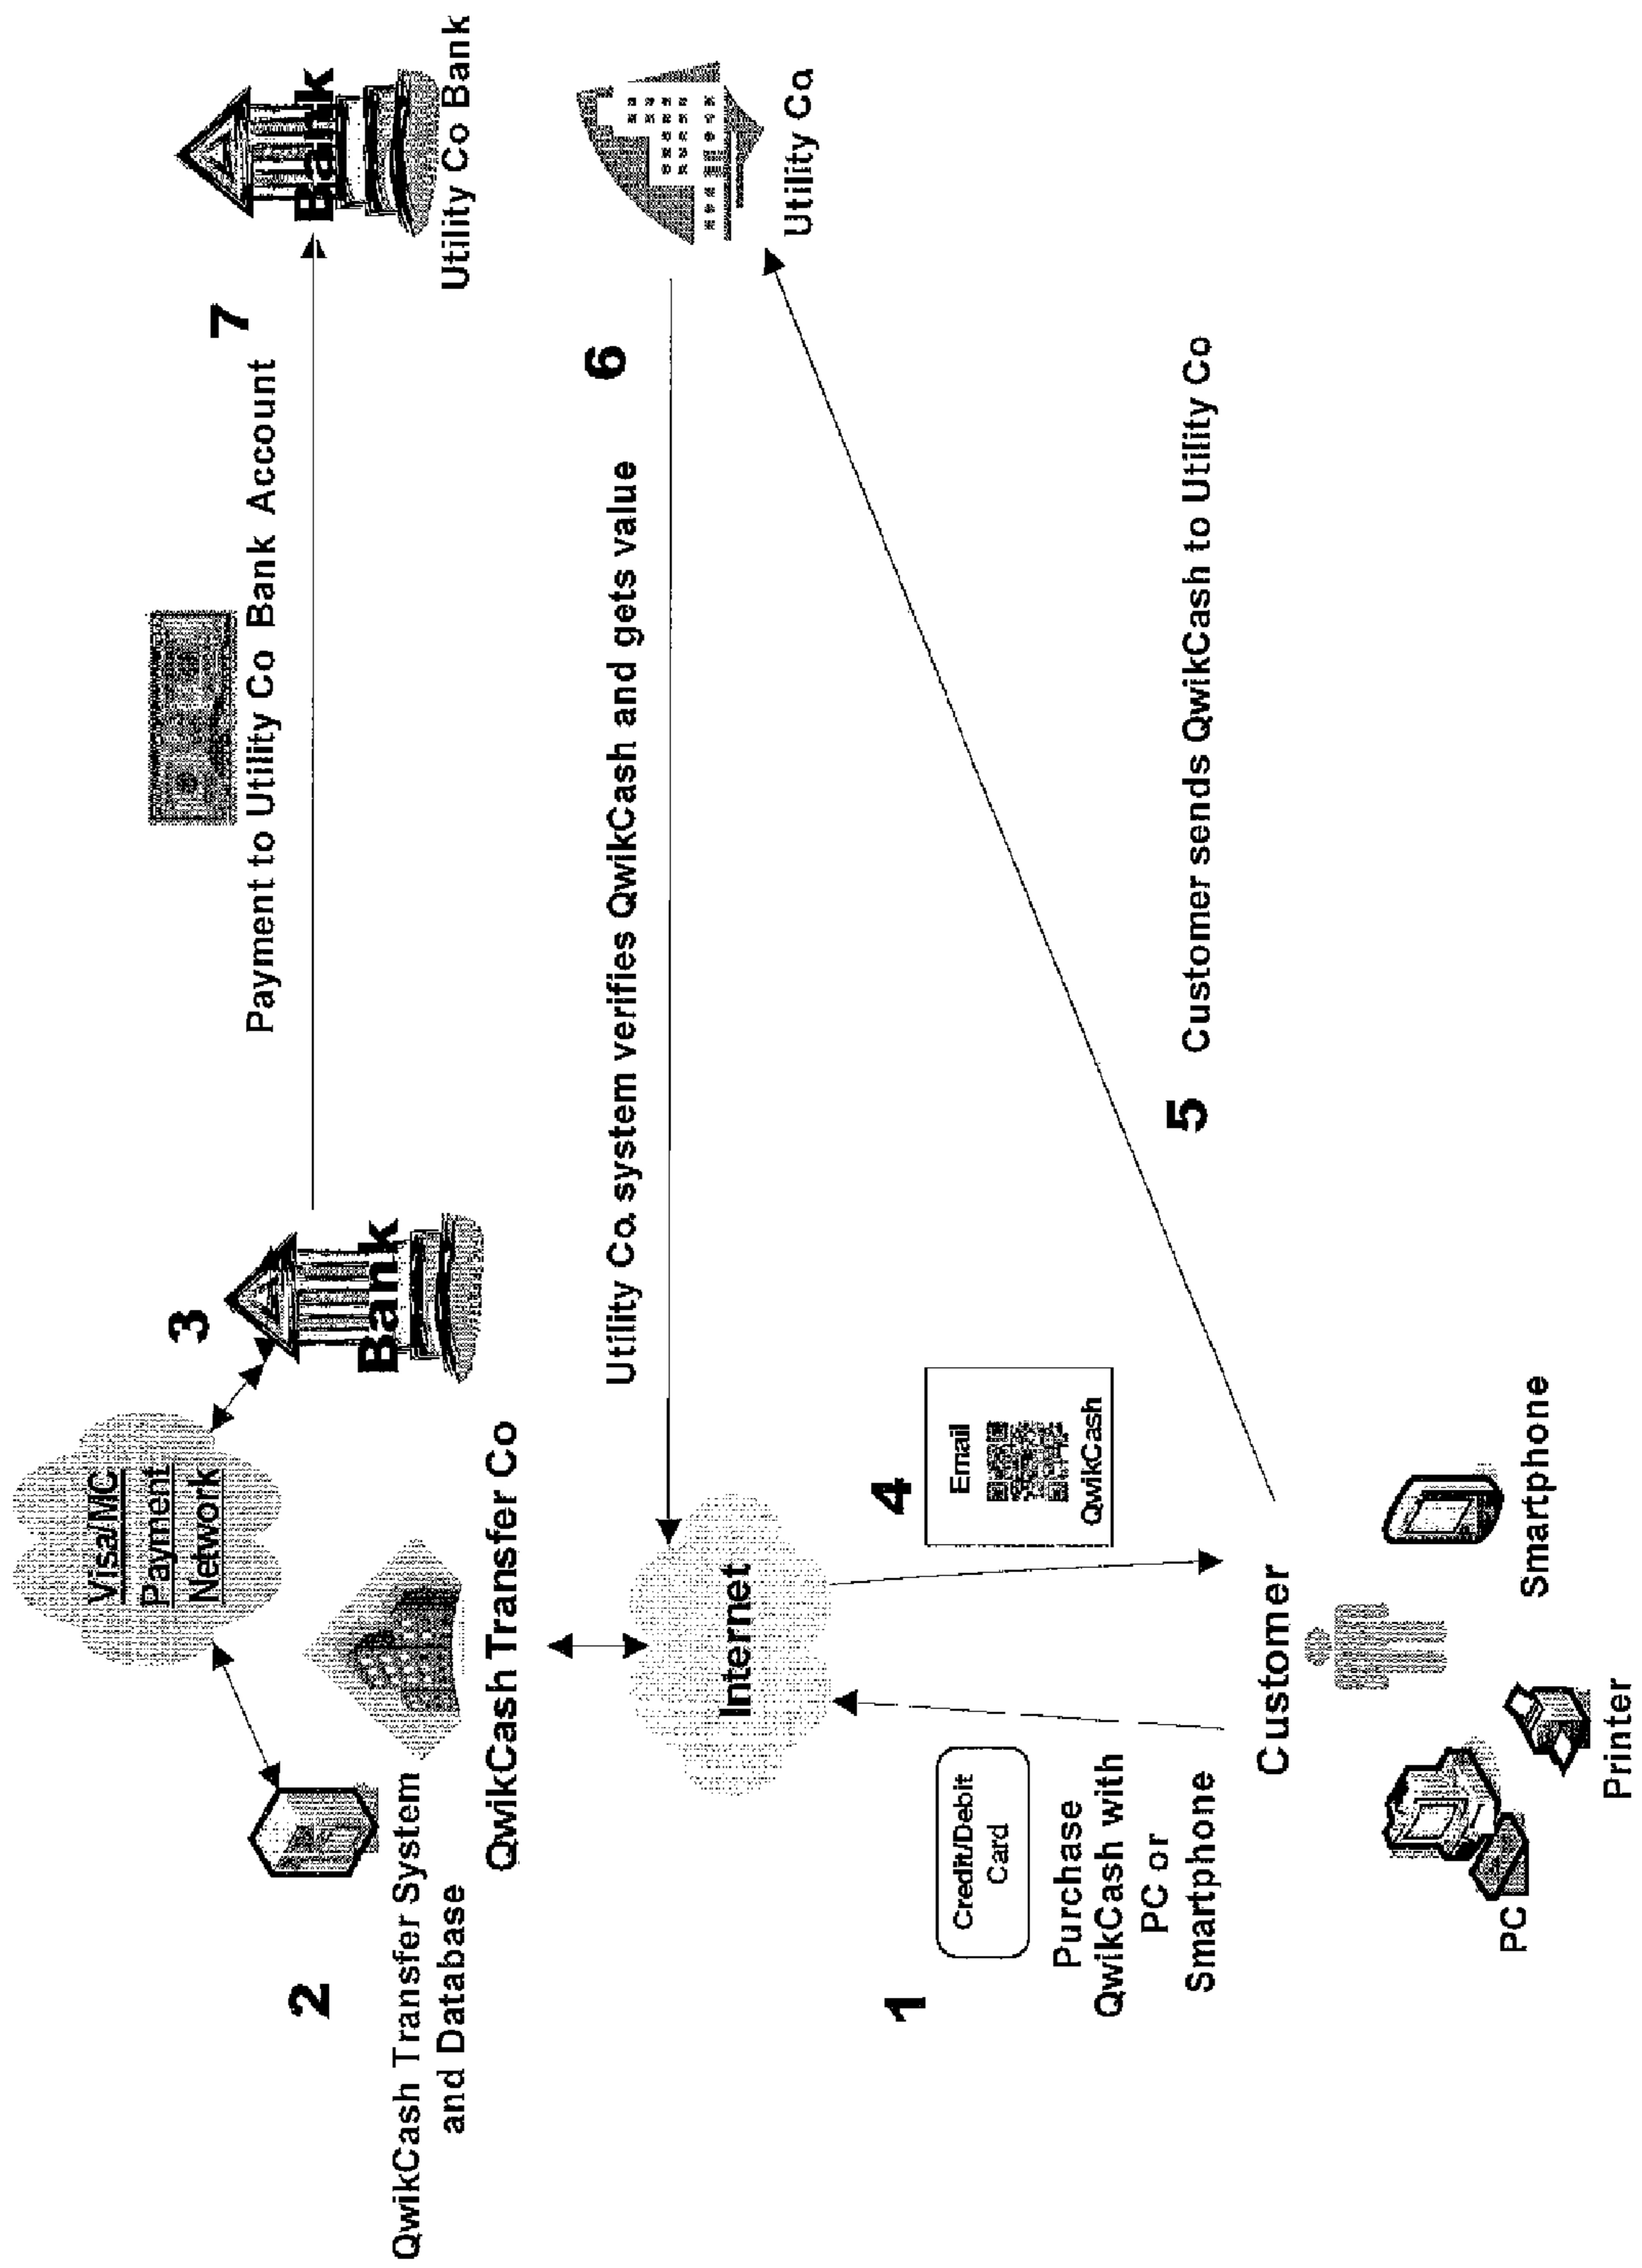 Visa/MC
Payment
Network
3
Bank
7
Payment to Utility Co Bank Account
Bank
Utility Co Bank
2
QwikCash Transfer System
and Database
QwikCash Transfer Co
Utility Co. system verifies QwikCash and gets value
6
Utility Co.
Internet
1
Credit/Debit
Card
Purchase
QwikCash with
PC or
Smartphone
4
Email
QwikCash
5
Customer sends QwikCash to Utility Co
Customer
PC
Printer
Smartphone